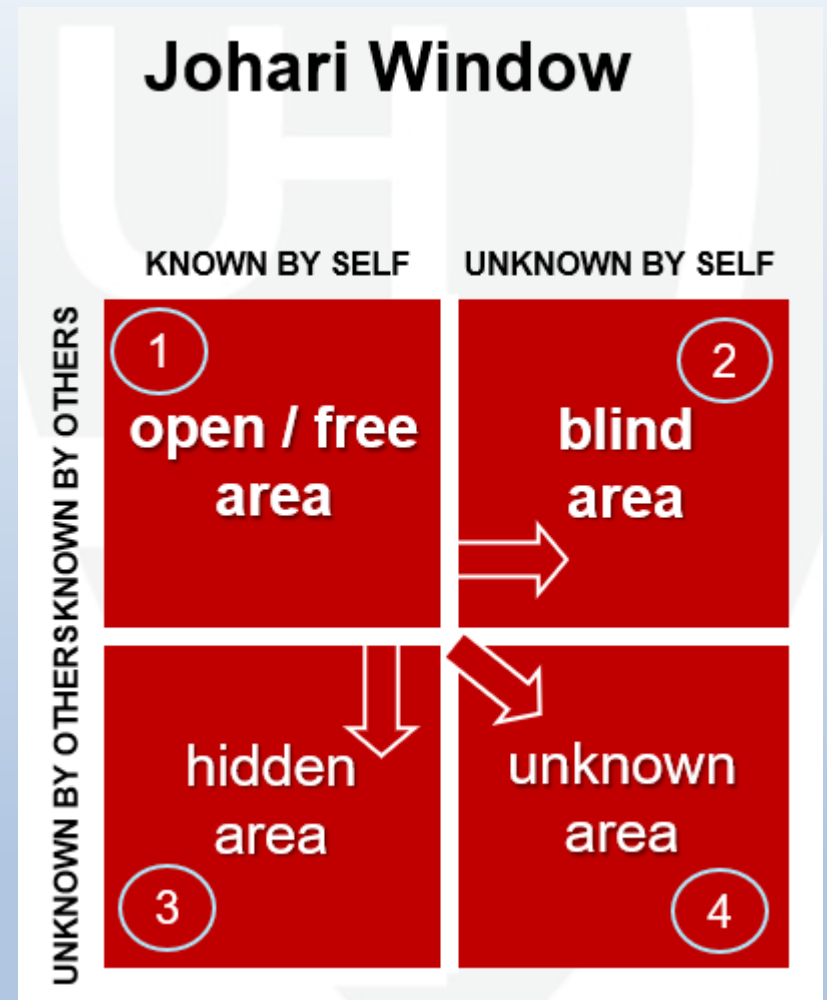 Johari Window
KNOWN BY SELF
UNKNOWN BY SELF
KNOWN BY OTHERS
1
open / free
area
2
blind
area
UNKNOWN BY OTHERS
hidden
area
3
unknown
area
4